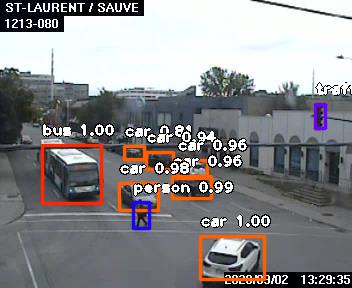 ST-LAURENT / SAUVE
1213-080
trai
bus 1.00
car 0.81
car 0.94
car 0.96
car 0.96
car 0.98
person 0.99
car 1.00
2020/09/02 13:29:35